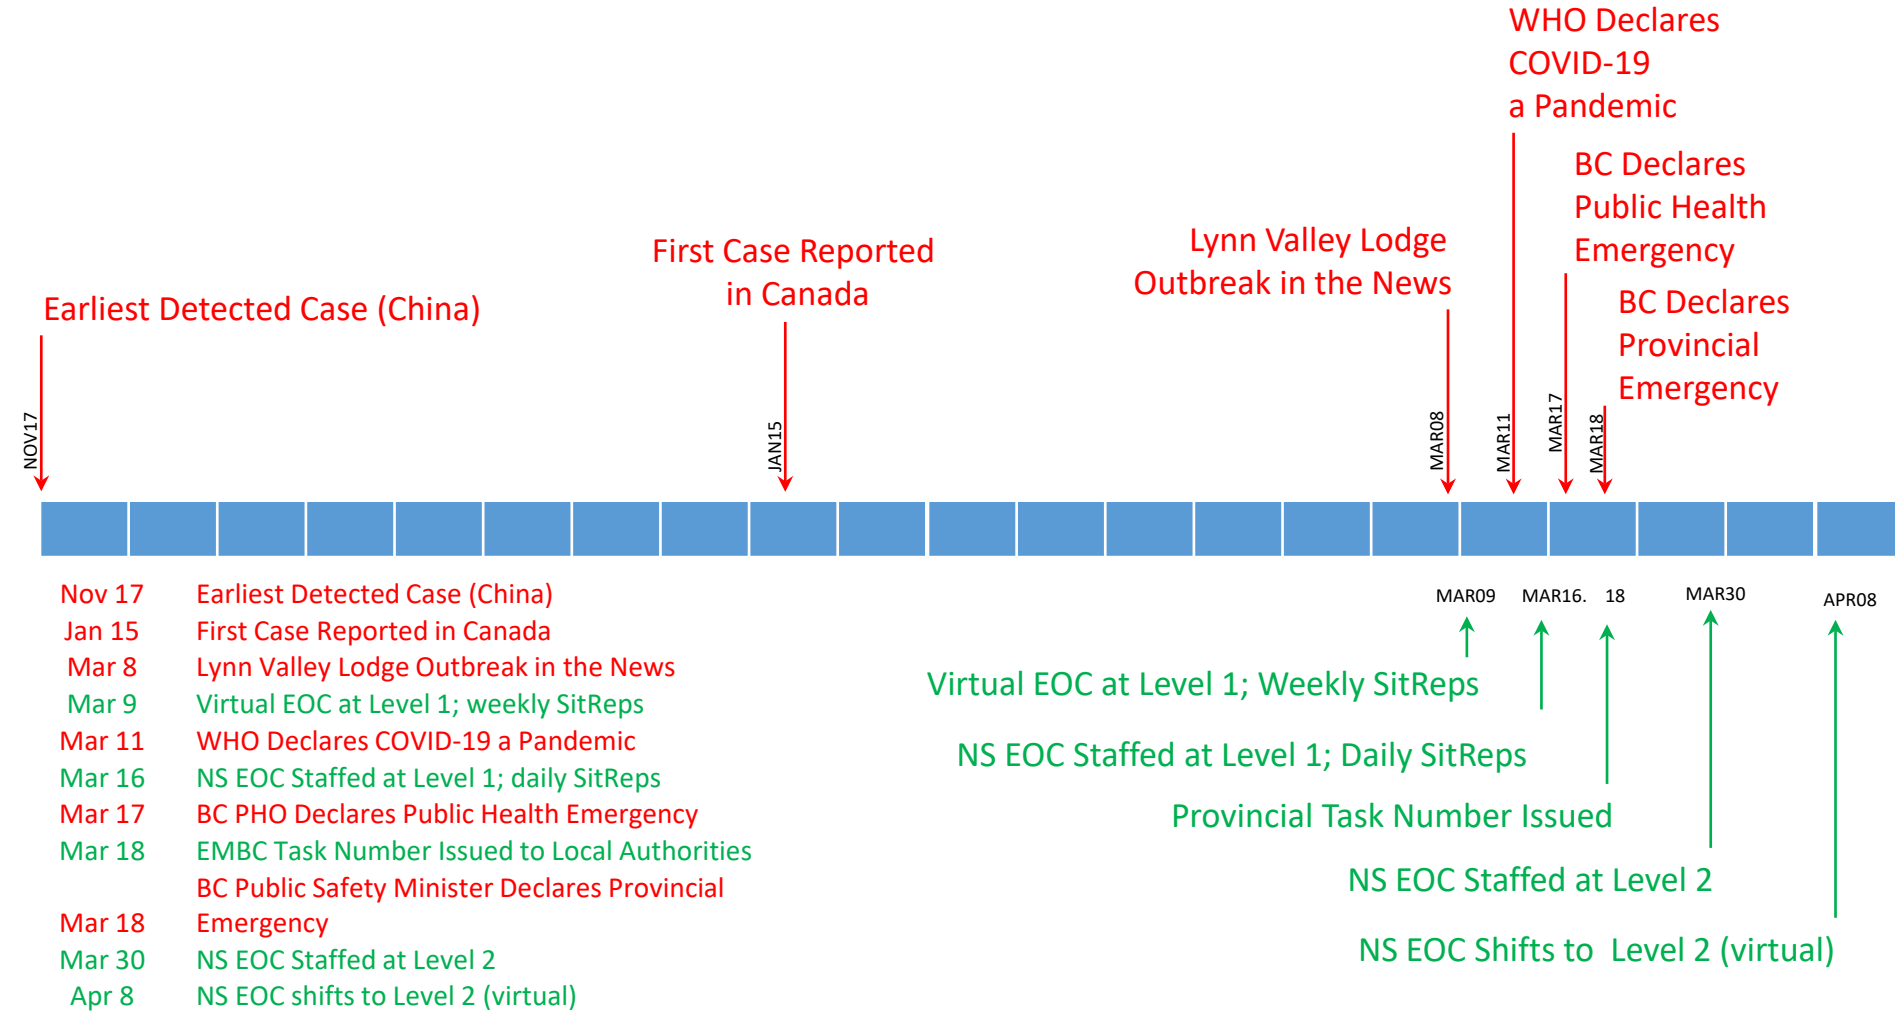 WHO Declares
COVID-19
a Pandemic
BC Declares
Public Health
Emergency
Lynn Valley Lodge
Outbreak in the News
First Case Reported
in Canada
Earliest Detected Case (China)
BC Declares
Provincial
Emergency
NOV17
JAN15
MAR08
MAR11
MAR17
MAR18
Nov 17 Earliest Detected Case (China)
Jan 15 First Case Reported in Canada
Mar 8 Lynn Valley Lodge Outbreak in the News
Mar 9 Virtual EOC at Level 1; weekly SitReps
Mar 11 WHO Declares COVID-19 a Pandemic
Mar 16 NS EOC Staffed at Level 1; daily SitReps
Mar 17 BC PHO Declares Public Health Emergency
Mar 18 EMBC Task Number Issued to Local Authorities
BC Public Safety Minister Declares Provincial
Mar 18 Emergency
Mar 30 NS EOC Staffed at Level 2
Apr 8 NS EOC shifts to Level 2 (virtual)
MAR09 MAR16. 18 MAR30 APR08
Virtual EOC at Level 1; Weekly SitReps
NS EOC Staffed at Level 1; Daily SitReps
Provincial Task Number Issued
NS EOC Staffed at Level 2
NS EOC Shifts to Level 2 (virtual)